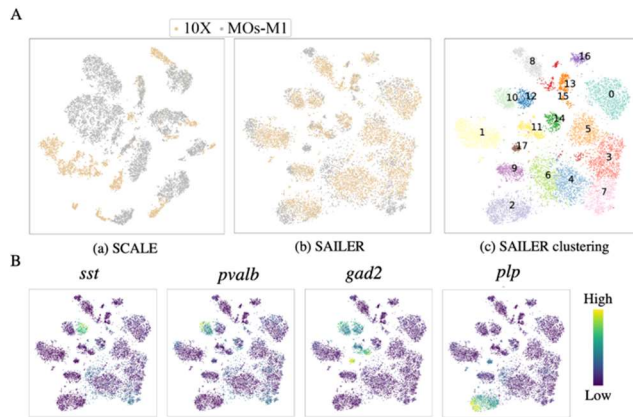 A
10X MOs-M1
16
8
13
0
10 12 15
14
1 11 5
17
3
9 6 4
7
2
(a) SCALE (b) SAILER (c) SAILER clustering
B
sst pvalb gad2 plp
High
Low